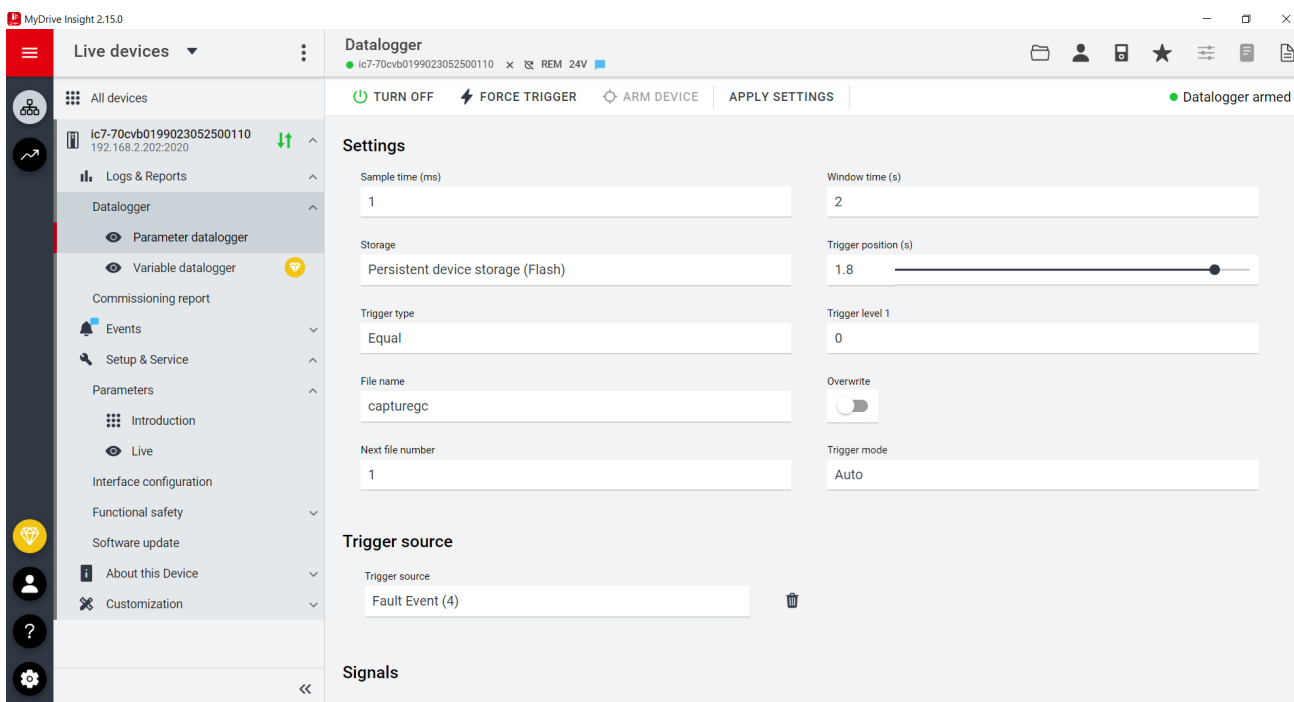 MyDrive Insight 2.15.0
Live devices
All devices
ic7-70cvb0199023052500110
192.168.2.202:2020
Logs & Reports
Datalogger
Parameter datalogger
Variable datalogger
Commissioning report
Events
Setup & Service
Parameters
Introduction
Live
Interface configuration
Functional safety
Software update
About this Device
Customization
Datalogger
ic7-70cvb0199023052500110 REM 24V
TURN OFF FORCE TRIGGER ARM DEVICE APPLY SETTINGS Datalogger armed
Settings
Sample time (ms)
1
Window time (s)
2
Storage
Persistent device storage (Flash)
Trigger position (s)
1.8
Trigger type
Equal
Trigger level 1
0
File name
capturegc
Overwrite
Next file number
1
Trigger mode
Auto
Trigger source
Trigger source
Fault Event (4)
Signals